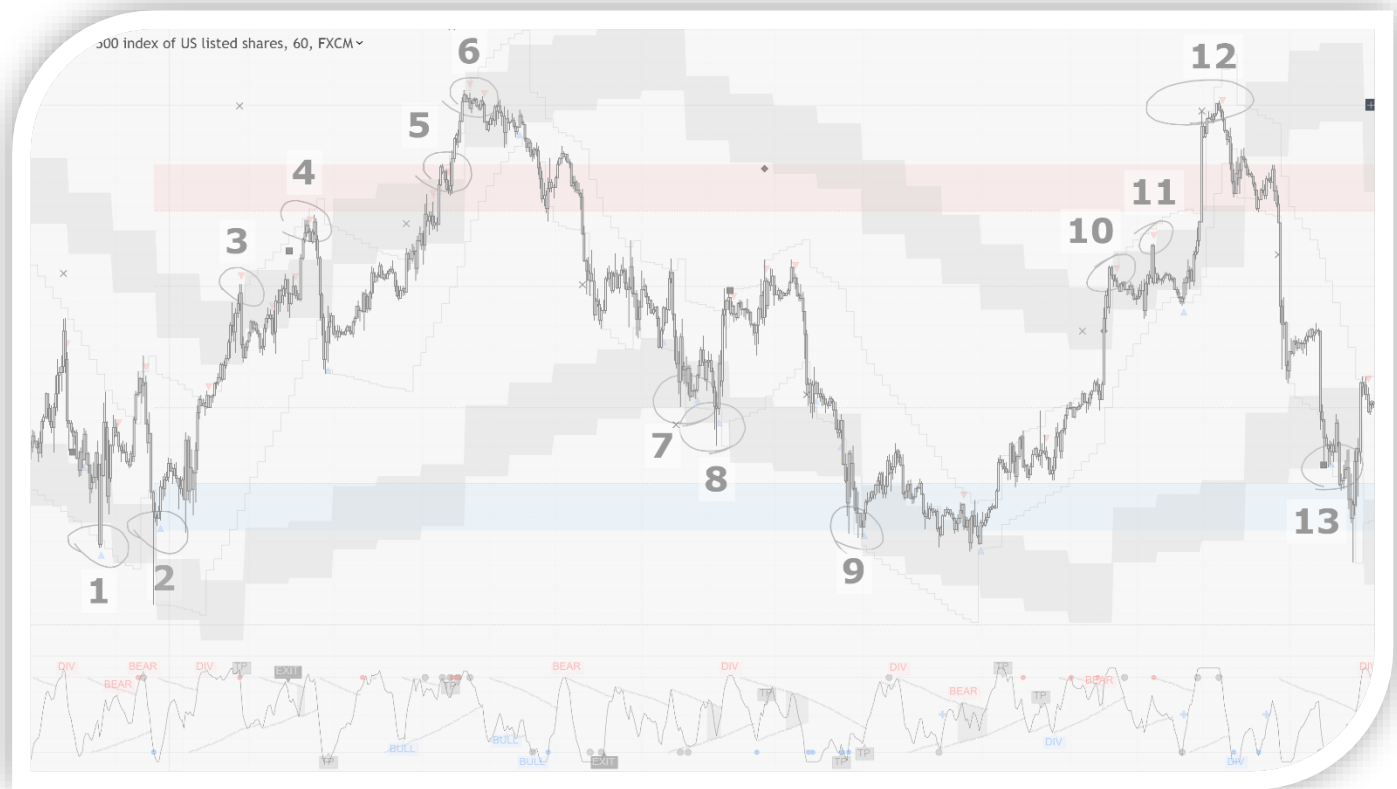 500 index of US listed shares, 60, FXCM
6
12
5
4
11
3
10
7
8
13
9
1
2
DIV
BEAR
DIV
TP
EXIT
BEAR
DIV
DIV
TP
DIV
BEAR
TP
TP
BEAR
TP
BEAR
BULL
BULL
DIV
BULL
TP
EXIT
TP
TP
DIV